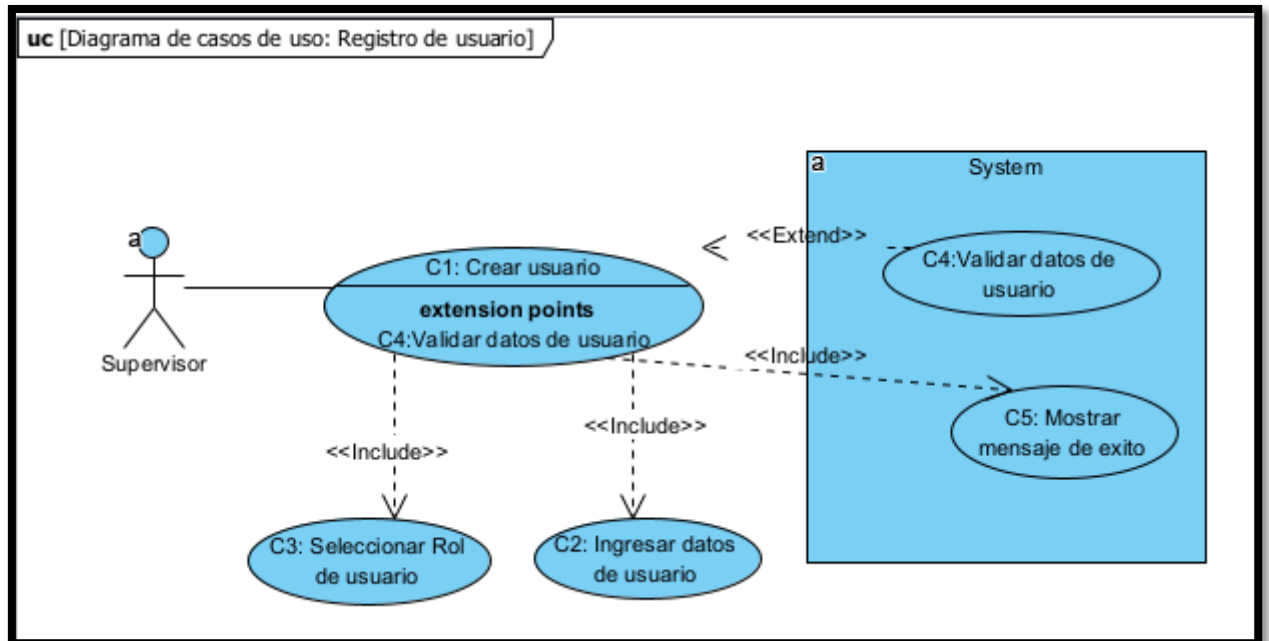 uc [Diagrama de casos de uso: Registro de usuario]
a
System
a
<<Extend>>
C4:Validar datos de
usuario
C1: Crear usuario
extension points
C4:Validar datos de usuario
Supervisor
<<Include>>
C5: Mostrar
mensaje de exito
<<Include>>
<<Include>>
C3: Seleccionar Rol
de usuario
C2: Ingresar datos
de usuario